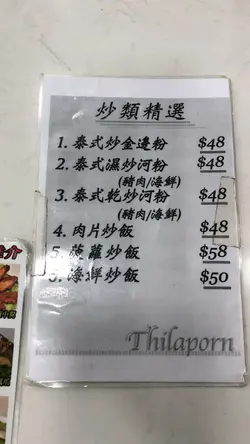 炒類精選
1. 泰式炒金邊粉 $48
2. 泰式濕炒河粉 $48
(豬肉/海鮮)
3. 泰式乾炒河粉 $48
(豬肉/海鮮)
4. 肉片炒飯 $48
5. 菠蘿炒飯 $58
6. 海鮮炒飯 $50
Thilaporn
介